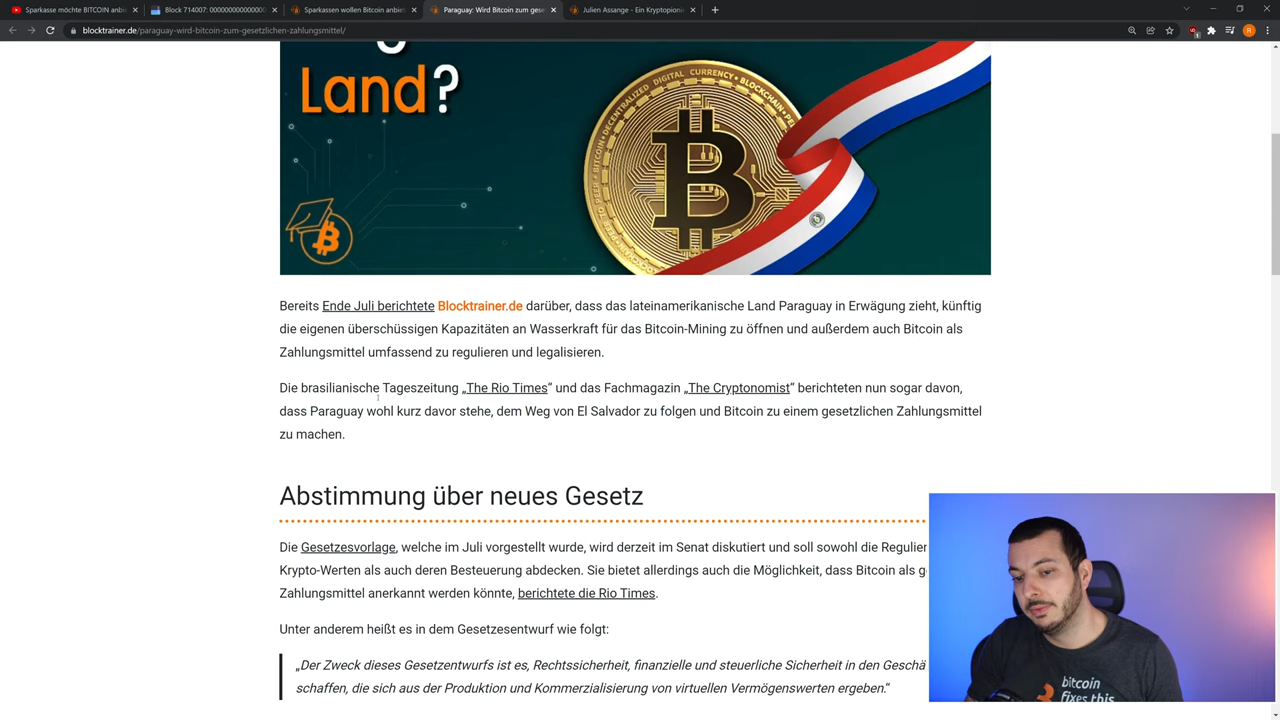 Sparkasse möchte BITCOIN anbi
Block 714007: 0000000000000
Sparkassen wollen Bitcoin anbiet
Paraguay: Wird Bitcoin zum gese
Julien Assange - Ein Kryptopioni
blocktrainer.de/paraguay-wird-bitcoin-zum-gesetzlichen-zahlungsmittel/
R
Land?
DECENTRALIZED DIGITAL CURRENCY
BLOCKCHAIN
Bereits Ende Juli berichtete Blocktrainer.de darüber, dass das lateinamerikanische Land Paraguay in Erwägung zieht, künftig
die eigenen überschüssigen Kapazitäten an Wasserkraft für das Bitcoin-Mining zu öffnen und außerdem auch Bitcoin als
Zahlungsmittel umfassend zu regulieren und legalisieren.
Die brasilianische Tageszeitung „The Rio Times“ und das Fachmagazin „The Cryptonomist“ berichteten nun sogar davon,
dass Paraguay wohl kurz davor stehe, dem Weg von El Salvador zu folgen und Bitcoin zu einem gesetzlichen Zahlungsmittel
zu machen.
Abstimmung über neues Gesetz
Die Gesetzesvorlage, welche im Juli vorgestellt wurde, wird derzeit im Senat diskutiert und soll sowohl die Regulier
Krypto-Werten als auch deren Besteuerung abdecken. Sie bietet allerdings auch die Möglichkeit, dass Bitcoin als g
Zahlungsmittel anerkannt werden könnte, berichtete die Rio Times.
Unter anderem heißt es in dem Gesetzesentwurf wie folgt:
„Der Zweck dieses Gesetzentwurfs ist es, Rechtssicherheit, finanzielle und steuerliche Sicherheit in den Geschä
schaffen, die sich aus der Produktion und Kommerzialisierung von virtuellen Vermögenswerten ergeben.“
bitcoin
fixes this